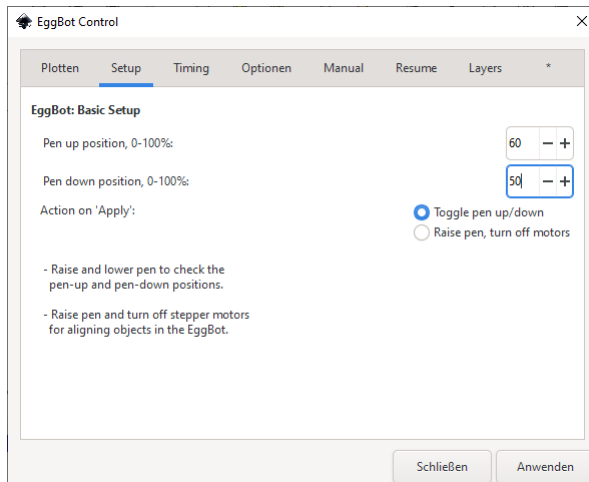 EggBot Control
Plotten Setup Timing Optionen Manual Resume Layers *
EggBot: Basic Setup
Pen up position, 0-100%: 60
Pen down position, 0-100%: 50
Action on 'Apply': Toggle pen up/down
Raise pen, turn off motors
- Raise and lower pen to check the
pen-up and pen-down positions.
- Raise pen and turn off stepper motors
for aligning objects in the EggBot.
Schließen Anwenden